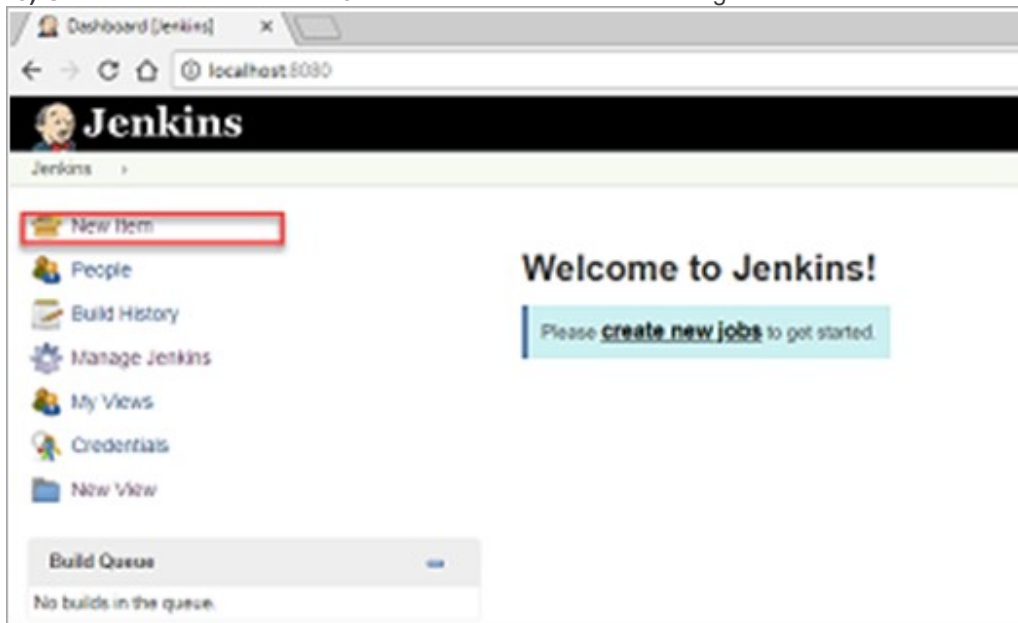 Dashboard [Jenkins]
localhost:8080
Jenkins
Jenkins ›
New Item
People
Build History
Manage Jenkins
My Views
Credentials
New View
Welcome to Jenkins!
Please create new jobs to get started.
Build Queue
No builds in the queue.